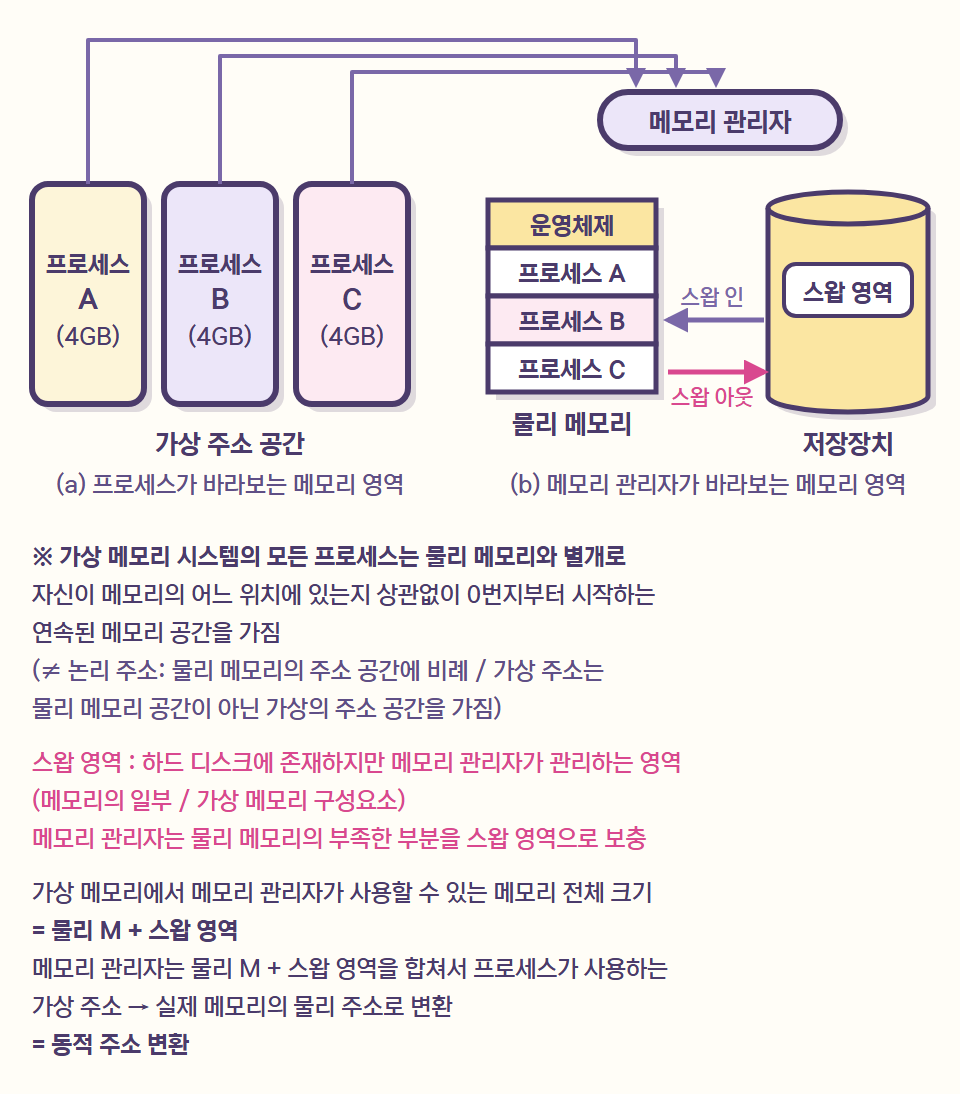 메모리 관리자
프로세스
A
(4GB)
프로세스
B
(4GB)
프로세스
C
(4GB)
가상 주소 공간
(a) 프로세스가 바라보는 메모리 영역
운영체제
프로세스 A
프로세스 B
프로세스 C
물리 메모리
스왑 인
스왑 아웃
스왑 영역
저장장치
(b) 메모리 관리자가 바라보는 메모리 영역
※ 가상 메모리 시스템의 모든 프로세스는 물리 메모리와 별개로
자신이 메모리의 어느 위치에 있는지 상관없이 0번지부터 시작하는
연속된 메모리 공간을 가짐
(≠ 논리 주소: 물리 메모리의 주소 공간에 비례 / 가상 주소는
물리 메모리 공간이 아닌 가상의 주소 공간을 가짐)
스왑 영역 : 하드 디스크에 존재하지만 메모리 관리자가 관리하는 영역
(메모리의 일부 / 가상 메모리 구성요소)
메모리 관리자는 물리 메모리의 부족한 부분을 스왑 영역으로 보충
가상 메모리에서 메모리 관리자가 사용할 수 있는 메모리 전체 크기
= 물리 M + 스왑 영역
메모리 관리자는 물리 M + 스왑 영역을 합쳐서 프로세스가 사용하는
가상 주소 → 실제 메모리의 물리 주소로 변환
= 동적 주소 변환